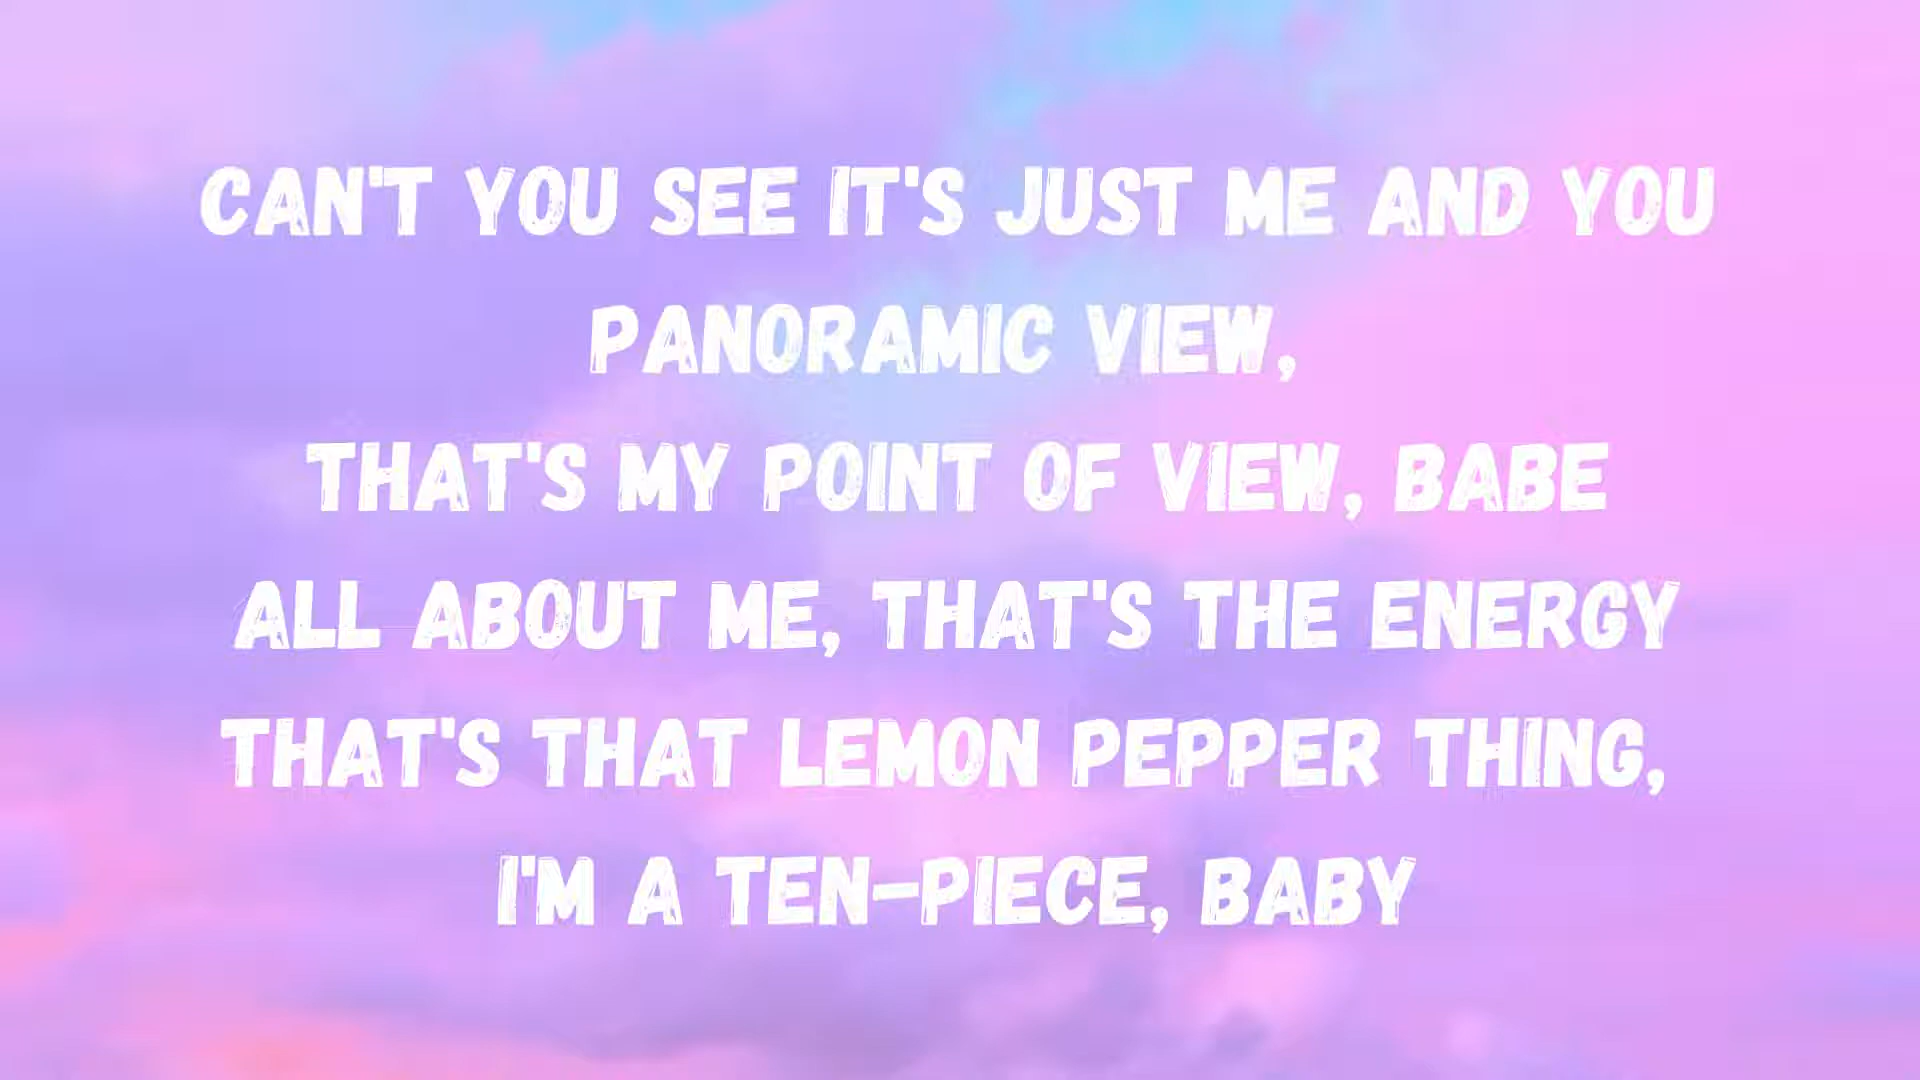 CAN'T YOU SEE IT'S JUST ME AND YOU
PANORAMIC VIEW,
THAT'S MY POINT OF VIEW, BABE
ALL ABOUT ME, THAT'S THE ENERGY
THAT'S THAT LEMON PEPPER THING,
I'M A TEN-PIECE, BABY